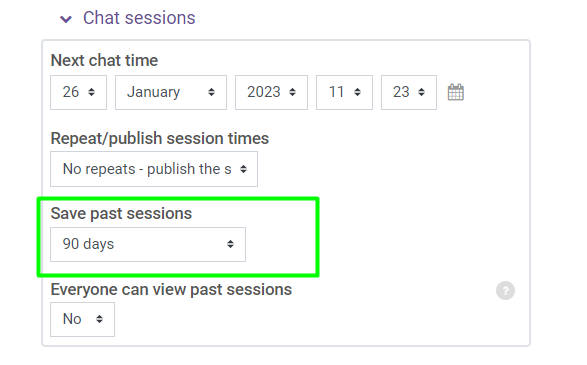 Chat sessions
Next chat time
26 January 2023 11 23
Repeat/publish session times
No repeats - publish the s
Save past sessions
90 days
Everyone can view past sessions ?
No